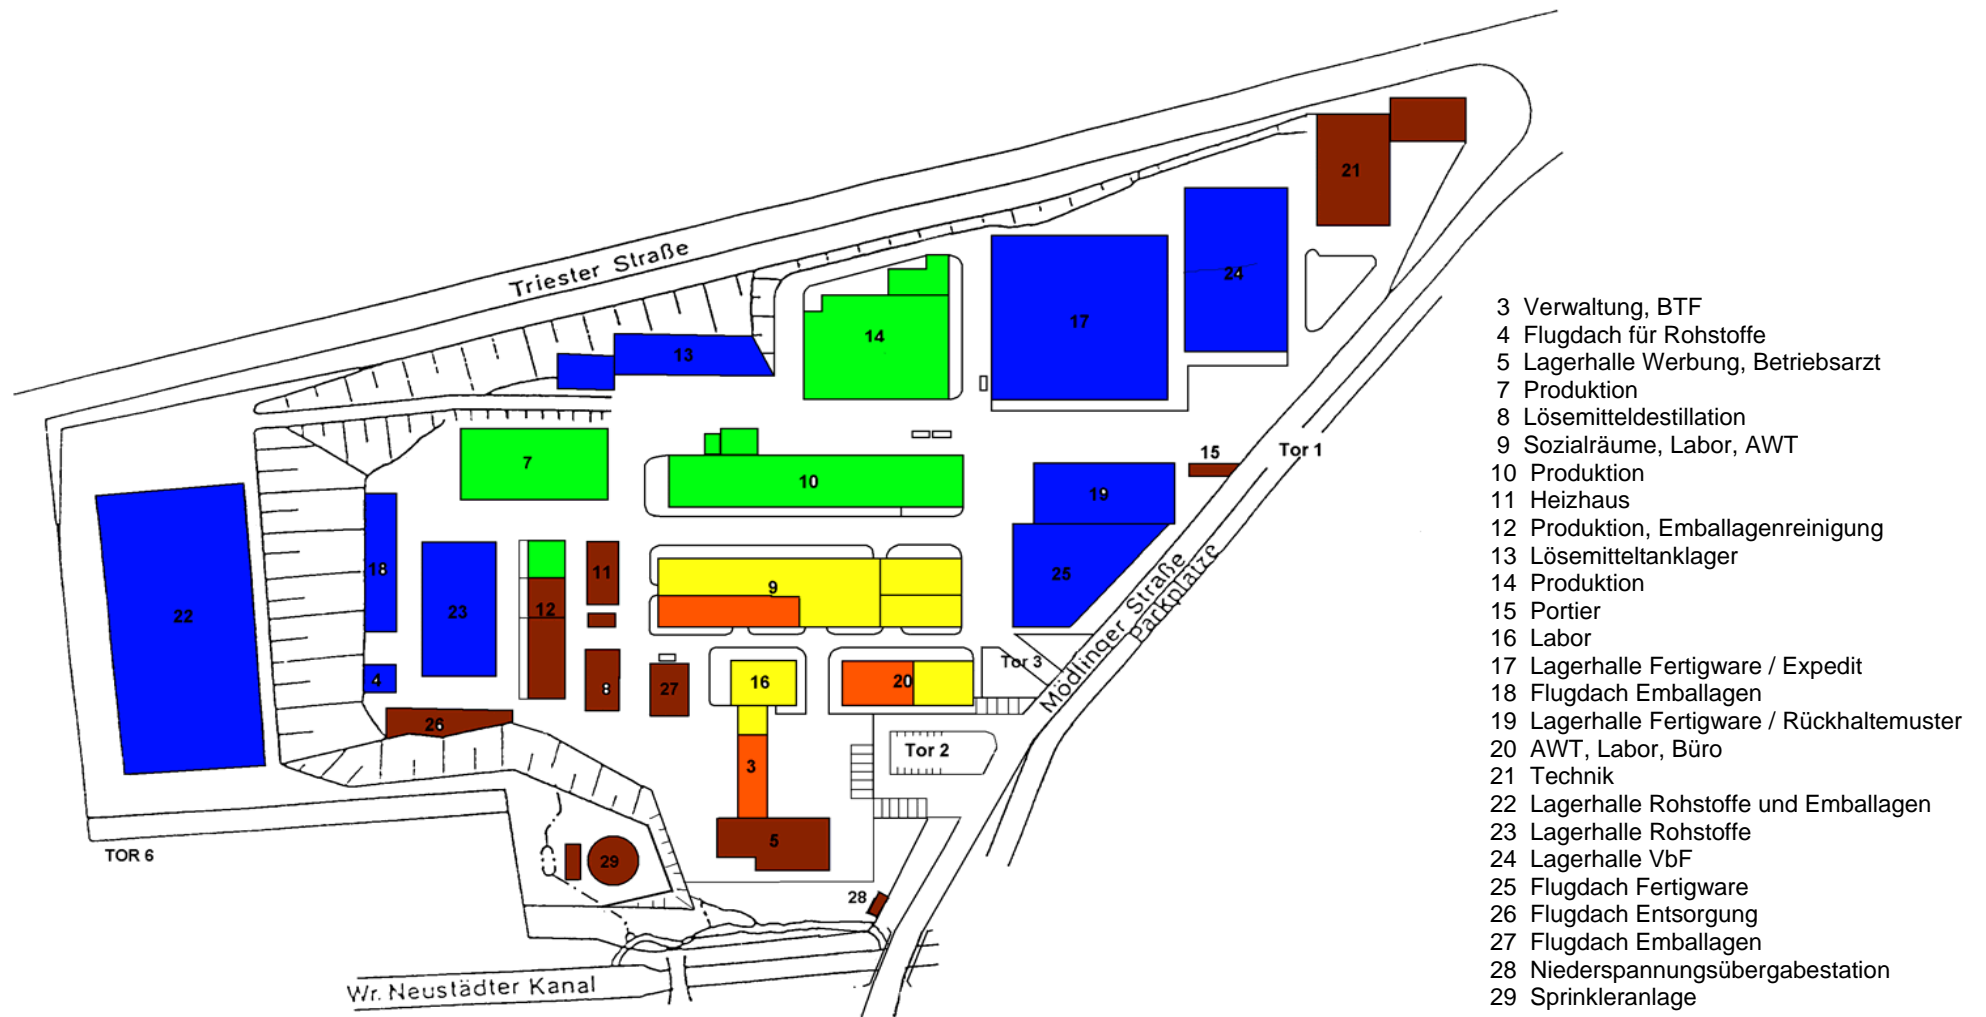 Triester Straße
21
24
17
14
13
Tor 1
15
7
10
19
18
22
23
12
11
9
25
Mödlinger Straße
Parkplätze
Tor 3
4
8
27
16
20
26
3
Tor 2
5
TOR 6
29
28
Wr. Neustädter Kanal
3 Verwaltung, BTF
4 Flugdach für Rohstoffe
5 Lagerhalle Werbung, Betriebsarzt
7 Produktion
8 Lösemitteldestillation
9 Sozialräume, Labor, AWT
10 Produktion
11 Heizhaus
12 Produktion, Emballagenreinigung
13 Lösemitteltanklager
14 Produktion
15 Portier
16 Labor
17 Lagerhalle Fertigware / Expedit
18 Flugdach Emballagen
19 Lagerhalle Fertigware / Rückhaltemuster
20 AWT, Labor, Büro
21 Technik
22 Lagerhalle Rohstoffe und Emballagen
23 Lagerhalle Rohstoffe
24 Lagerhalle VbF
25 Flugdach Fertigware
26 Flugdach Entsorgung
27 Flugdach Emballagen
28 Niederspannungsübergabestation
29 Sprinkleranlage